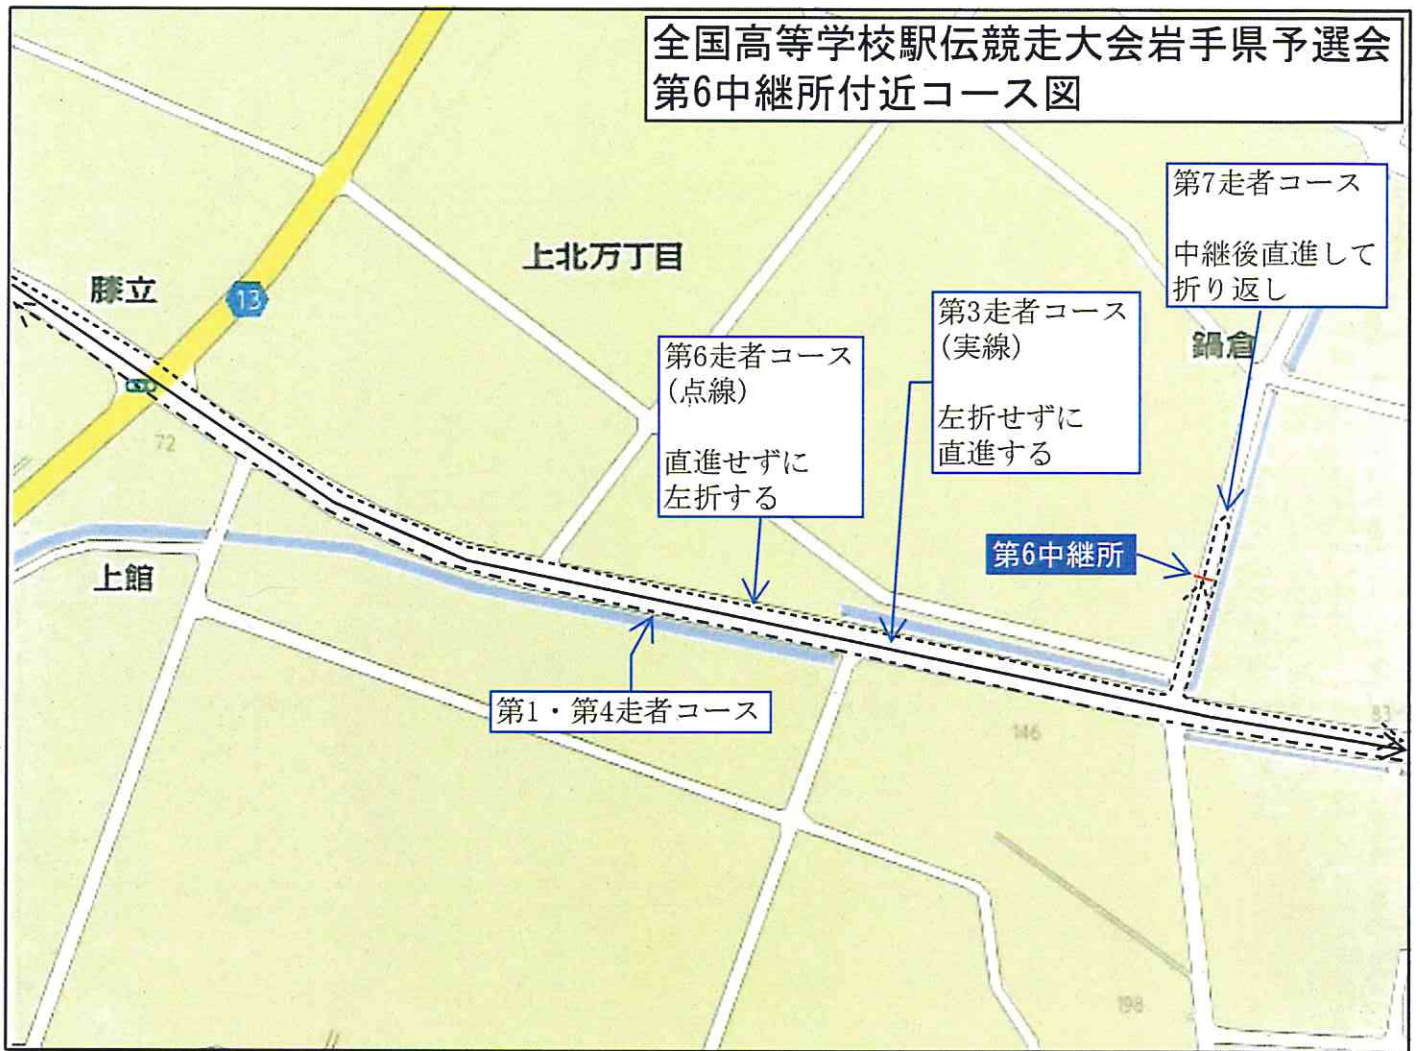 全国高等学校駅伝競走大会岩手県予選会
第6中継所付近コース図
第7走者コース
中継後直進して
折り返し
上北万丁目
膝立
13
第3走者コース
(実線)
左折せずに
直進する
鍋倉
第6走者コース
(点線)
直進せずに
左折する
72
第6中継所
上館
第1・第4走者コース
83
146
198